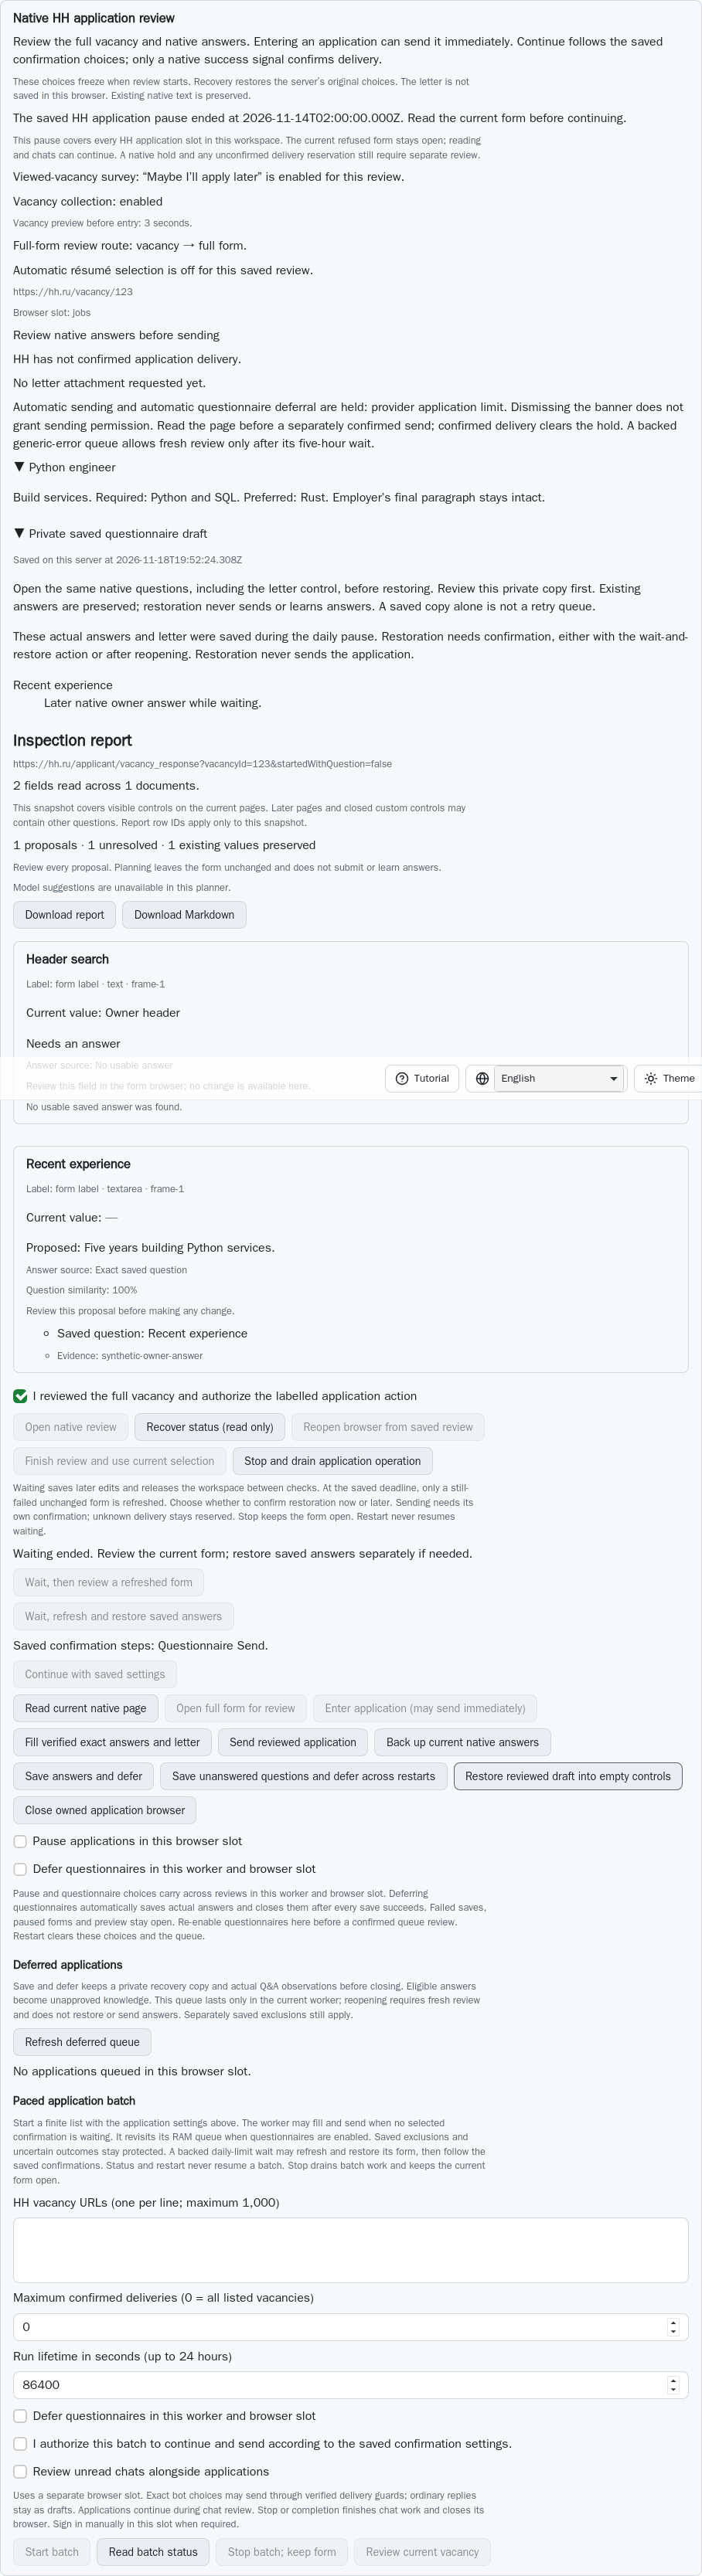 Native HH application review
Review the full vacancy and native answers. Entering an application can send it immediately. Continue follows the saved
confirmation choices; only a native success signal confirms delivery.
These choices freeze when review starts. Recovery restores the server's original choices. The letter is not
saved in this browser. Existing native text is preserved.
The saved HH application pause ended at 2026-11-14T02:00:00.000Z. Read the current form before continuing.
This pause covers every HH application slot in this workspace. The current refused form stays open; reading
and chats can continue. A native hold and any unconfirmed delivery reservation still require separate review.
Viewed-vacancy survey: “Maybe I’ll apply later” is enabled for this review.
Vacancy collection: enabled
Vacancy preview before entry: 3 seconds.
Full-form review route: vacancy → full form.
Automatic résumé selection is off for this saved review.
https://hh.ru/vacancy/123
Browser slot: jobs
Review native answers before sending
HH has not confirmed application delivery.
No letter attachment requested yet.
Automatic sending and automatic questionnaire deferral are held: provider application limit. Dismissing the banner does not
grant sending permission. Read the page before a separately confirmed send; confirmed delivery clears the hold. A backed
generic-error queue allows fresh review only after its five-hour wait.
▼ Python engineer
Build services. Required: Python and SQL. Preferred: Rust. Employer's final paragraph stays intact.
▼ Private saved questionnaire draft
Saved on this server at 2026-11-18T19:52:24.308Z
Open the same native questions, including the letter control, before restoring. Review this private copy first. Existing
answers are preserved; restoration never sends or learns answers. A saved copy alone is not a retry queue.
These actual answers and letter were saved during the daily pause. Restoration needs confirmation, either with the wait-and-
restore action or after reopening. Restoration never sends the application.
Recent experience
Later native owner answer while waiting.
Inspection report
https://hh.ru/applicant/vacancy_response?vacancyId=123&startedWithQuestion=false
2 fields read across 1 documents.
This snapshot covers visible controls on the current pages. Later pages and closed custom controls may
contain other questions. Report row IDs apply only to this snapshot.
1 proposals · 1 unresolved · 1 existing values preserved
Review every proposal. Planning leaves the form unchanged and does not submit or learn answers.
Model suggestions are unavailable in this planner.
Download report Download Markdown
Header search
Label: form label · text · frame-1
Current value: Owner header
Needs an answer
Answer source: No usable answer
Review this field in the form browser; no change is available here.
Tutorial English Theme
No usable saved answer was found.
Recent experience
Label: form label · textarea · frame-1
Current value: —
Proposed: Five years building Python services.
Answer source: Exact saved question
Question similarity: 100%
Review this proposal before making any change.
Saved question: Recent experience
Evidence: synthetic-owner-answer
I reviewed the full vacancy and authorize the labelled application action
Open native review Recover status (read only) Reopen browser from saved review
Finish review and use current selection Stop and drain application operation
Waiting saves later edits and releases the workspace between checks. At the saved deadline, only a still-
failed unchanged form is refreshed. Choose whether to confirm restoration now or later. Sending needs its
own confirmation; unknown delivery stays reserved. Stop keeps the form open. Restart never resumes
waiting.
Waiting ended. Review the current form; restore saved answers separately if needed.
Wait, then review a refreshed form
Wait, refresh and restore saved answers
Saved confirmation steps: Questionnaire Send.
Continue with saved settings
Read current native page Open full form for review Enter application (may send immediately)
Fill verified exact answers and letter Send reviewed application Back up current native answers
Save answers and defer Save unanswered questions and defer across restarts Restore reviewed draft into empty controls
Close owned application browser
Pause applications in this browser slot
Defer questionnaires in this worker and browser slot
Pause and questionnaire choices carry across reviews in this worker and browser slot. Deferring
questionnaires automatically saves actual answers and closes them after every save succeeds. Failed saves,
paused forms and preview stay open. Re-enable questionnaires here before a confirmed queue review.
Restart clears these choices and the queue.
Deferred applications
Save and defer keeps a private recovery copy and actual Q&A observations before closing. Eligible answers
become unapproved knowledge. This queue lasts only in the current worker; reopening requires fresh review
and does not restore or send answers. Separately saved exclusions still apply.
Refresh deferred queue
No applications queued in this browser slot.
Paced application batch
Start a finite list with the application settings above. The worker may fill and send when no selected
confirmation is waiting. It revisits its RAM queue when questionnaires are enabled. Saved exclusions and
uncertain outcomes stay protected. A backed daily-limit wait may refresh and restore its form, then follow the
saved confirmations. Status and restart never resume a batch. Stop drains batch work and keeps the current
form open.
HH vacancy URLs (one per line; maximum 1,000)
Maximum confirmed deliveries (0 = all listed vacancies)
0
Run lifetime in seconds (up to 24 hours)
86400
Defer questionnaires in this worker and browser slot
I authorize this batch to continue and send according to the saved confirmation settings.
Review unread chats alongside applications
Uses a separate browser slot. Exact bot choices may send through verified delivery guards; ordinary replies
stay as drafts. Applications continue during chat review. Stop or completion finishes chat work and closes its
browser. Sign in manually in this slot when required.
Start batch Read batch status Stop batch; keep form Review current vacancy